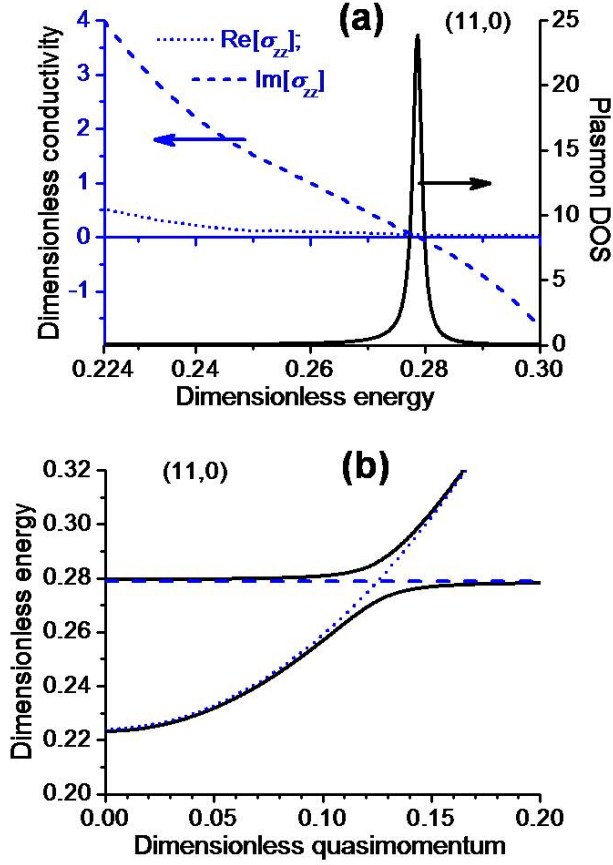 (a) (11,0)
Re[σzz];
Im[σzz]
Dimensionless conductivity
4
3
2
1
0
-1
Plasmon DOS
25
20
15
10
5
0
0.224 0.24 0.26 0.28 0.30
Dimensionless energy
(11,0) (b)
Dimensionless energy
0.32
0.30
0.28
0.26
0.24
0.22
0.20
0.00 0.05 0.10 0.15 0.20
Dimensionless quasimomentum